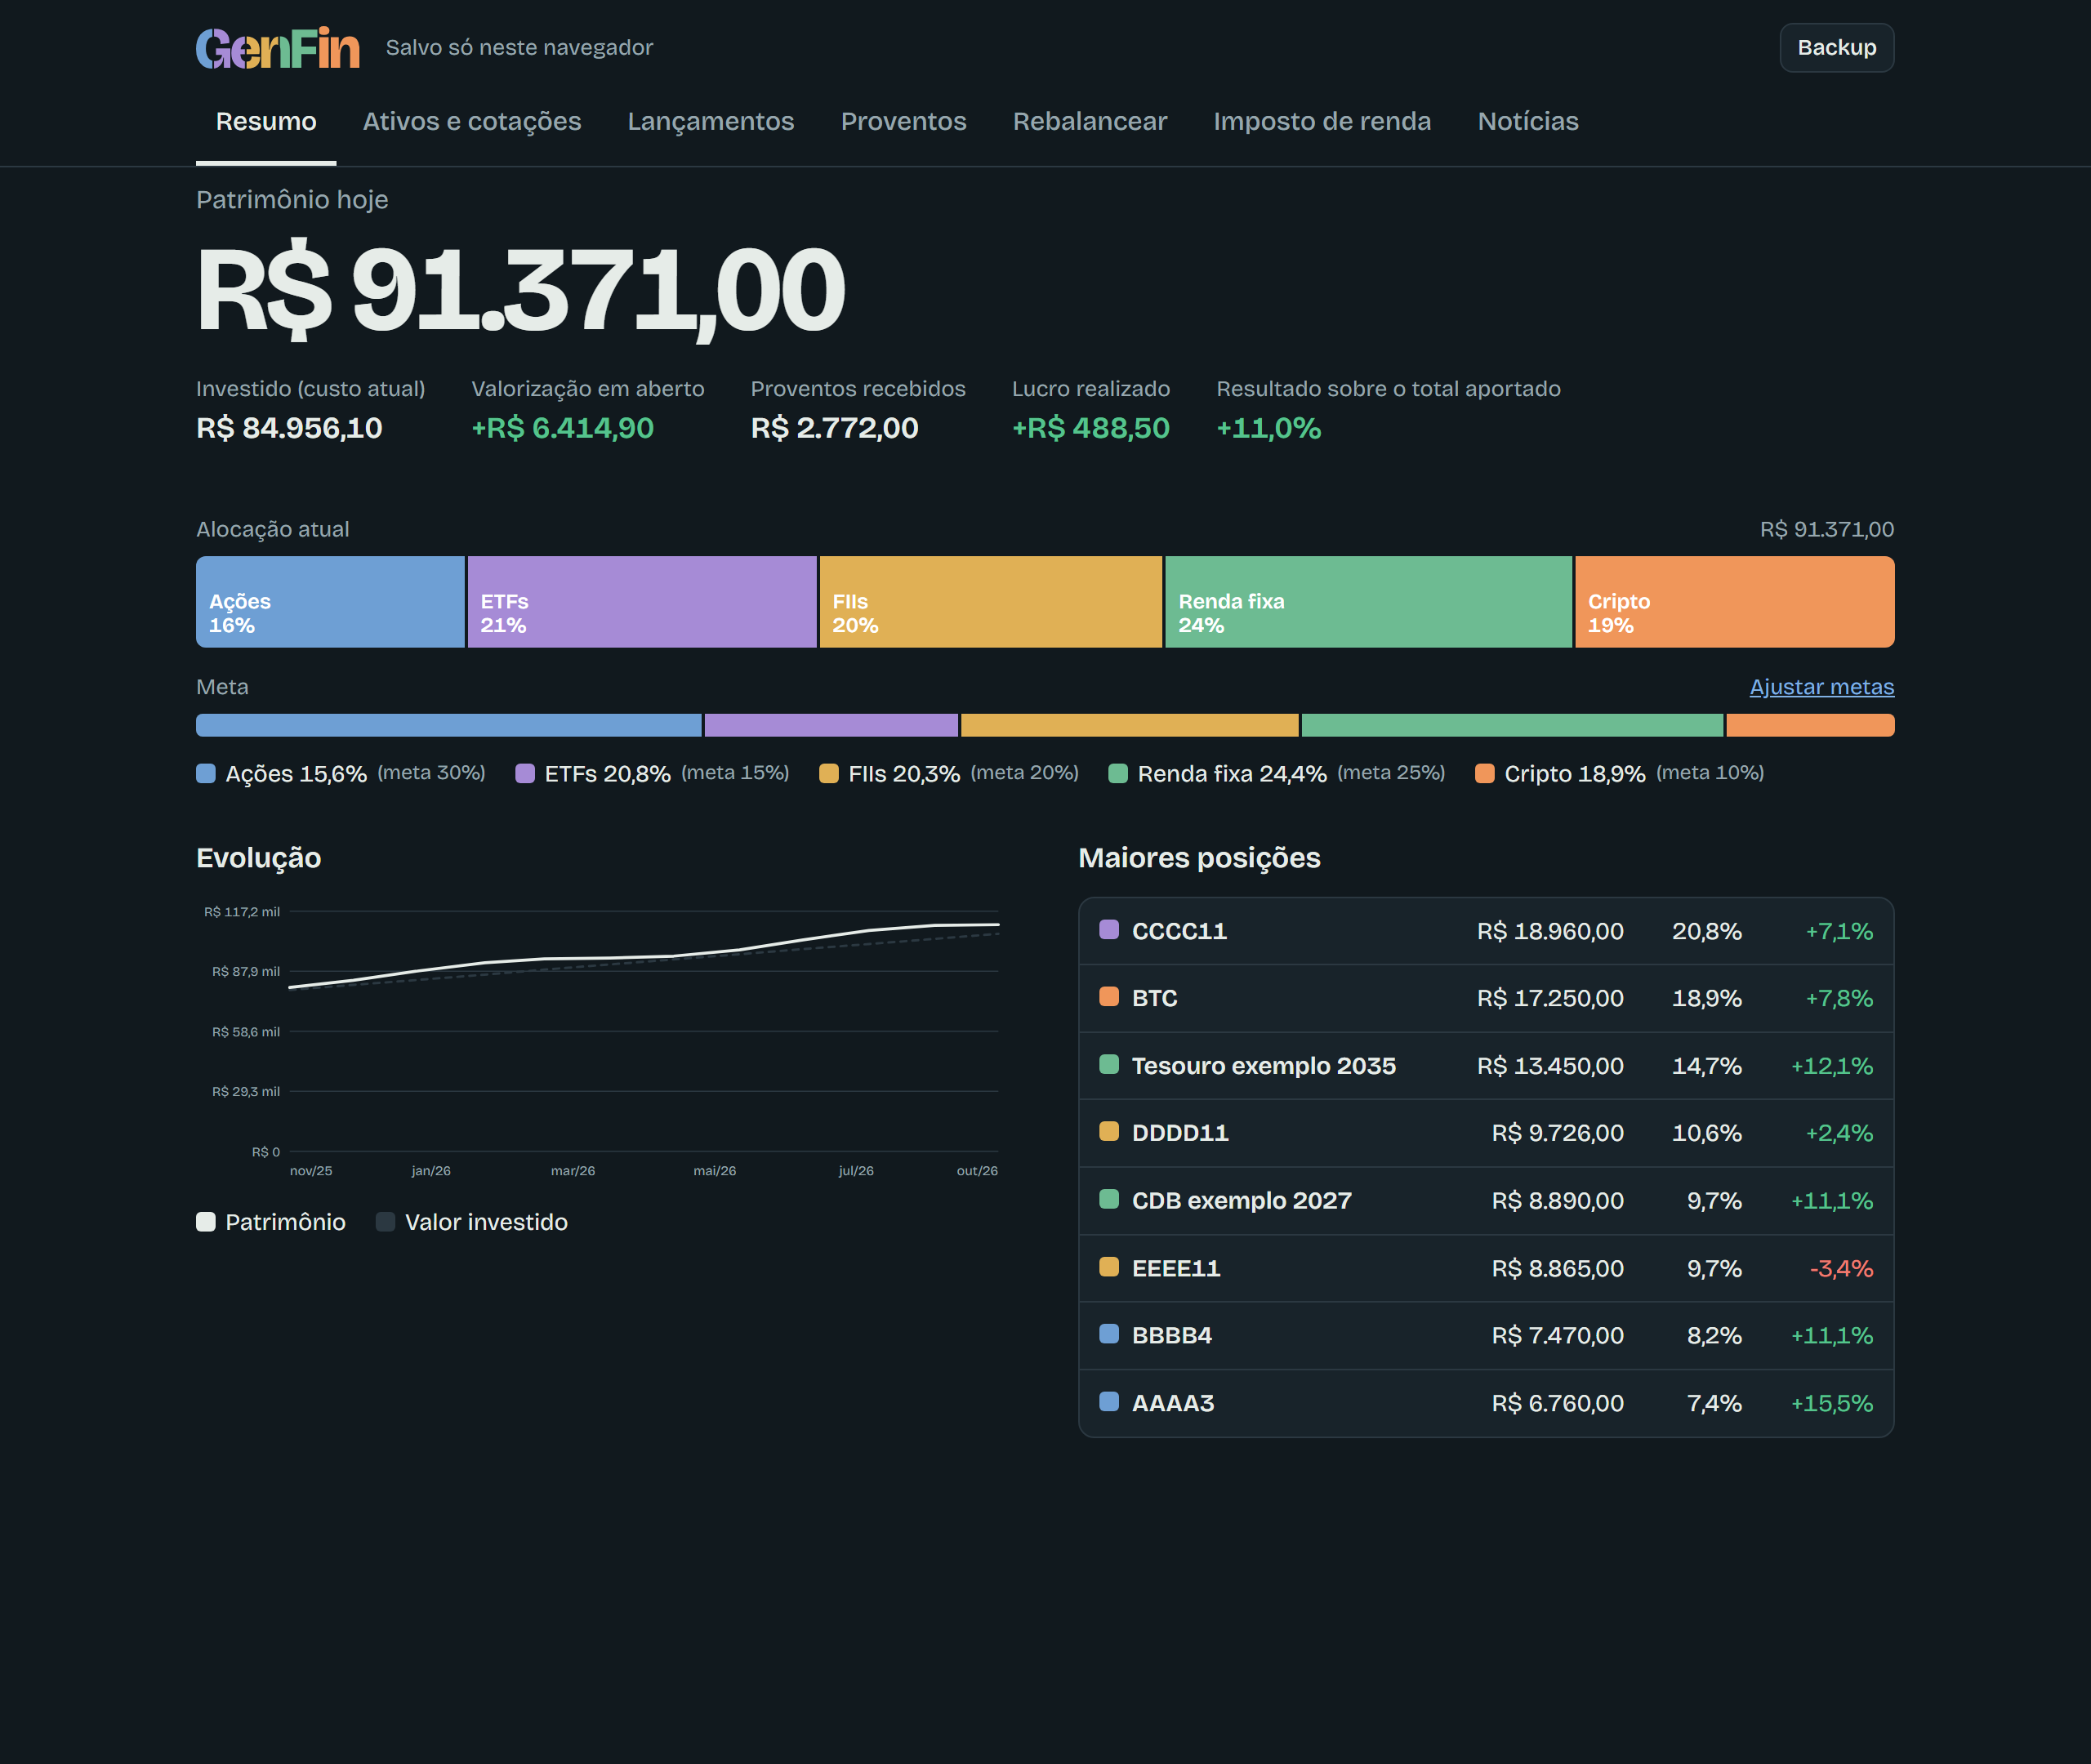 GenFin Salvo só neste navegador Backup
Resumo Ativos e cotações Lançamentos Proventos Rebalancear Imposto de renda Notícias
Patrimônio hoje
R$ 91.371,00
Investido (custo atual) Valorização em aberto Proventos recebidos Lucro realizado Resultado sobre o total aportado
R$ 84.956,10 +R$ 6.414,90 R$ 2.772,00 +R$ 488,50 +11,0%
Alocação atual R$ 91.371,00
Ações ETFs FIIs Renda fixa Cripto
16% 21% 20% 24% 19%
Meta Ajustar metas
Ações 15,6% (meta 30%) ETFs 20,8% (meta 15%) FIIs 20,3% (meta 20%) Renda fixa 24,4% (meta 25%) Cripto 18,9% (meta 10%)
Evolução
R$ 117,2 mil
R$ 87,9 mil
R$ 58,6 mil
R$ 29,3 mil
R$ 0
nov/25 jan/26 mar/26 mai/26 jul/26 out/26
Patrimônio Valor investido
Maiores posições
CCCC11 R$ 18.960,00 20,8% +7,1%
BTC R$ 17.250,00 18,9% +7,8%
Tesouro exemplo 2035 R$ 13.450,00 14,7% +12,1%
DDDD11 R$ 9.726,00 10,6% +2,4%
CDB exemplo 2027 R$ 8.890,00 9,7% +11,1%
EEEE11 R$ 8.865,00 9,7% -3,4%
BBBB4 R$ 7.470,00 8,2% +11,1%
AAAA3 R$ 6.760,00 7,4% +15,5%